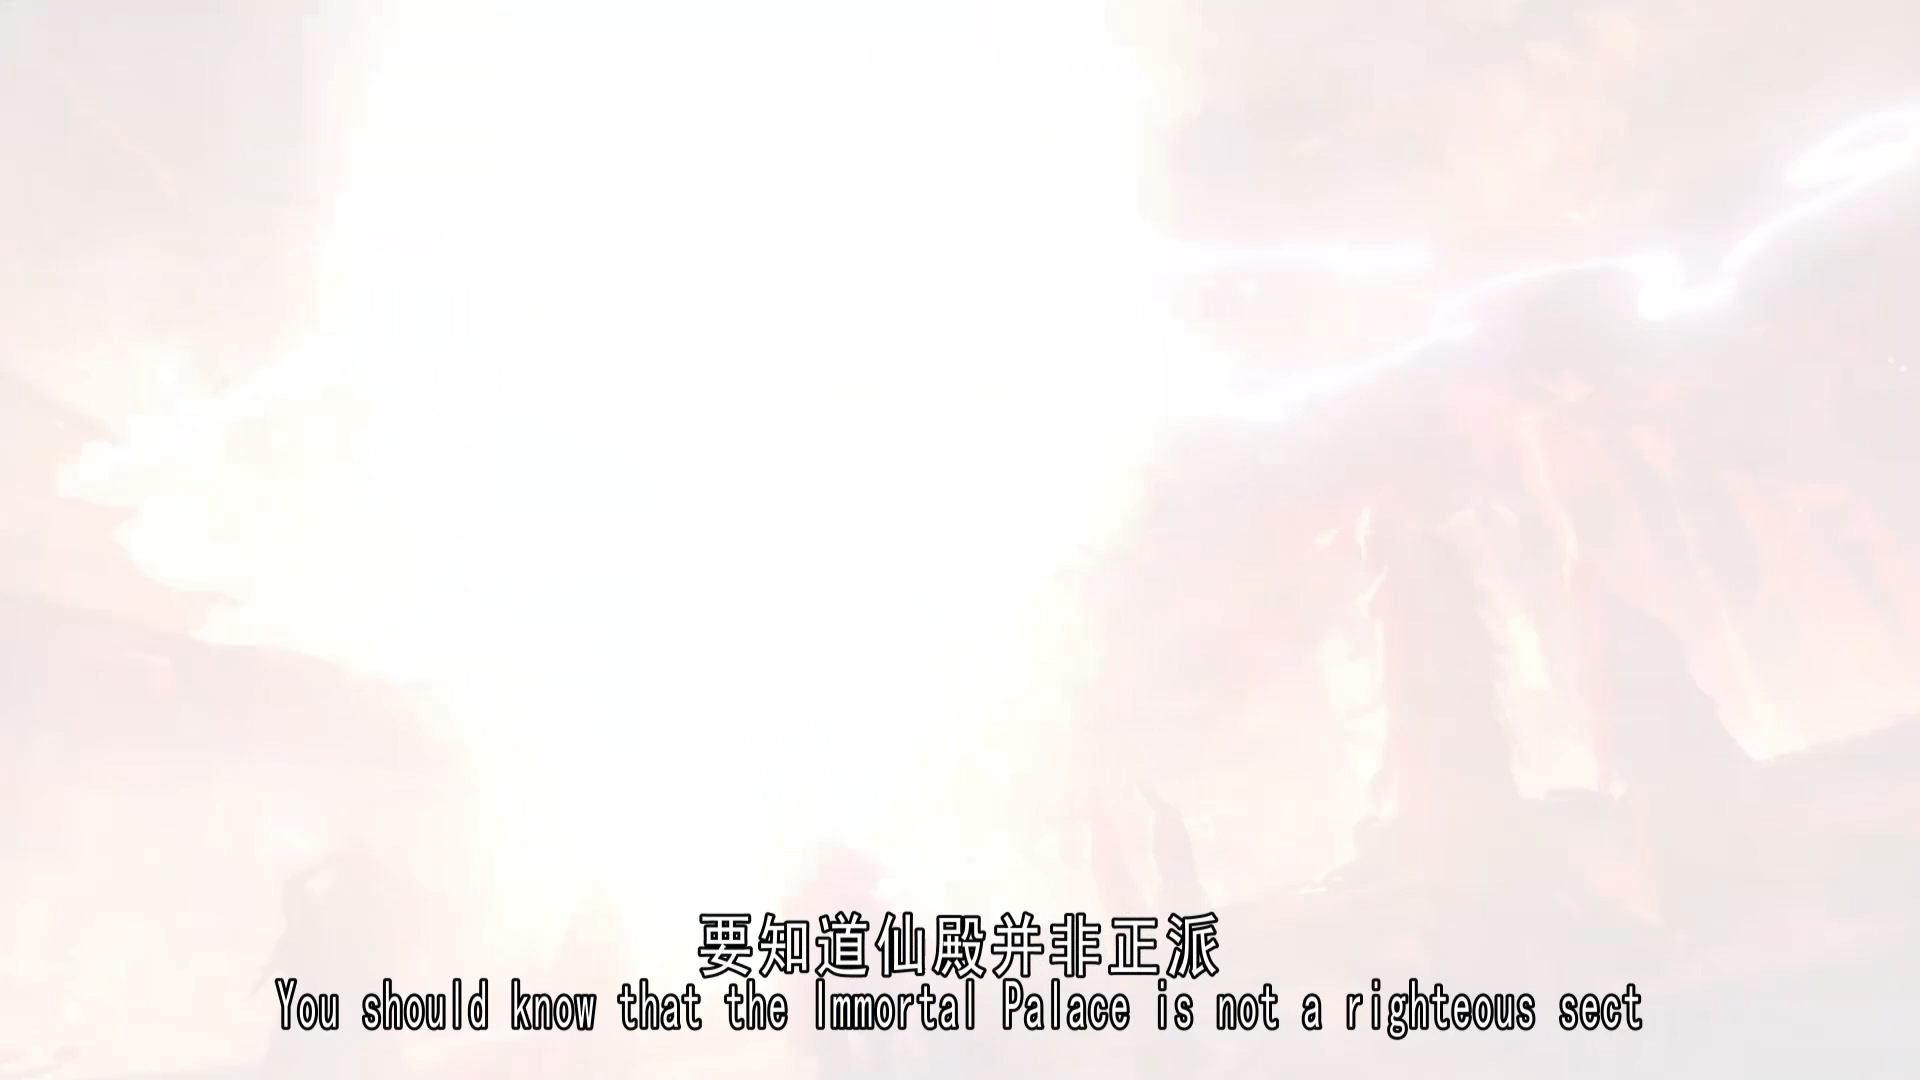 要知道仙殿并非正派
You should know that the Immortal Palace is not a righteous sect